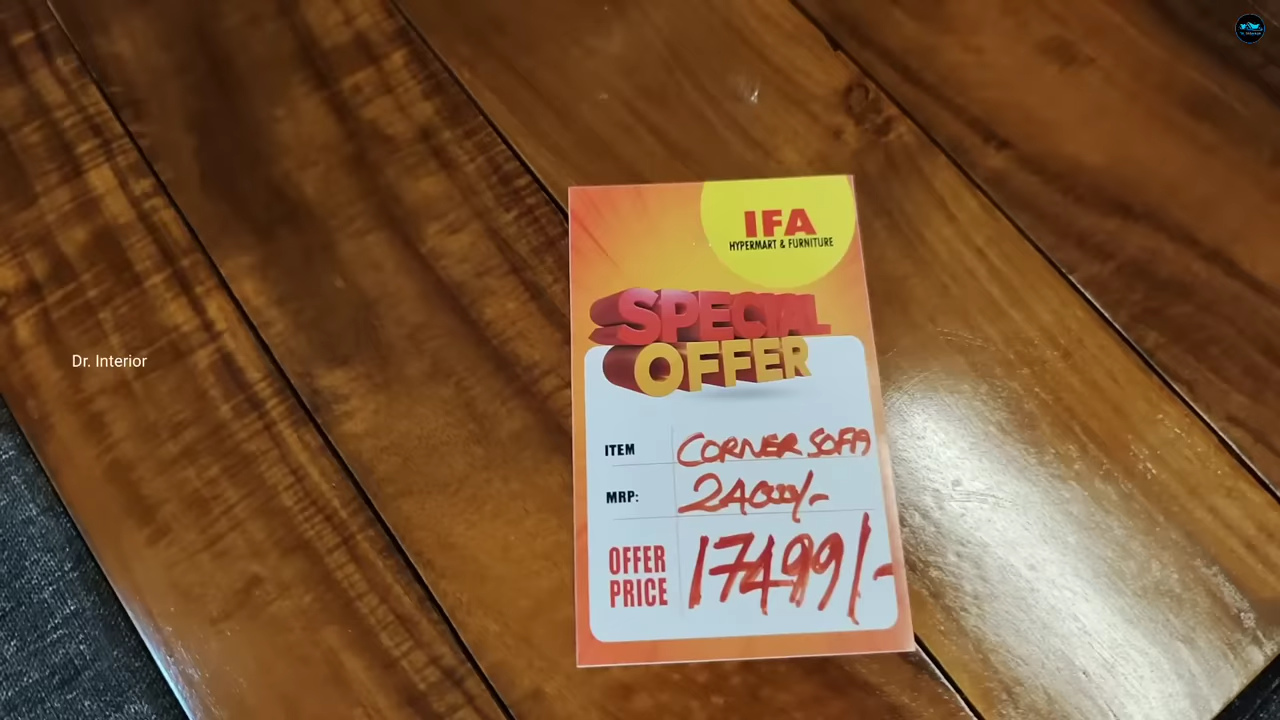 IFA
HYPERMART & FURNITURE
SPECIAL
OFFER
Dr. Interior
ITEM CORNER SOFA
MRP: 24000/-
OFFER PRICE 17499/-